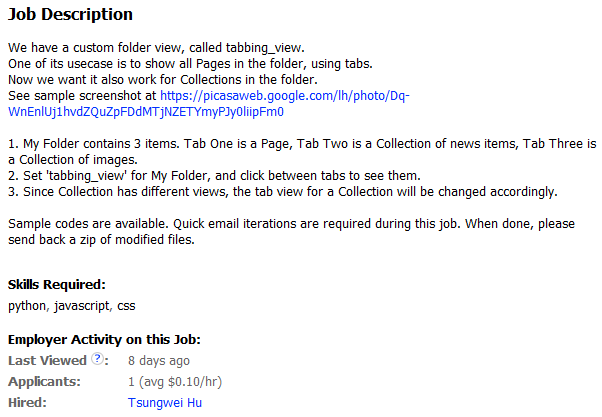 Job Description
We have a custom folder view, called tabbing_view.
One of its usecase is to show all Pages in the folder, using tabs.
Now we want it also work for Collections in the folder.
See sample screenshot at https://picasaweb.google.com/lh/photo/Dq-
WnEnlUj1hvdZQuZpFDdMTjNZETYmyPJy0liipFm0
1. My Folder contains 3 items. Tab One is a Page, Tab Two is a Collection of news items, Tab Three is
a Collection of images.
2. Set 'tabbing_view' for My Folder, and click between tabs to see them.
3. Since Collection has different views, the tab view for a Collection will be changed accordingly.
Sample codes are available. Quick email iterations are required during this job. When done, please
send back a zip of modified files.
Skills Required:
python, javascript, css
Employer Activity on this Job:
Last Viewed ?: 8 days ago
Applicants: 1 (avg $0.10/hr)
Hired: Tsungwei Hu